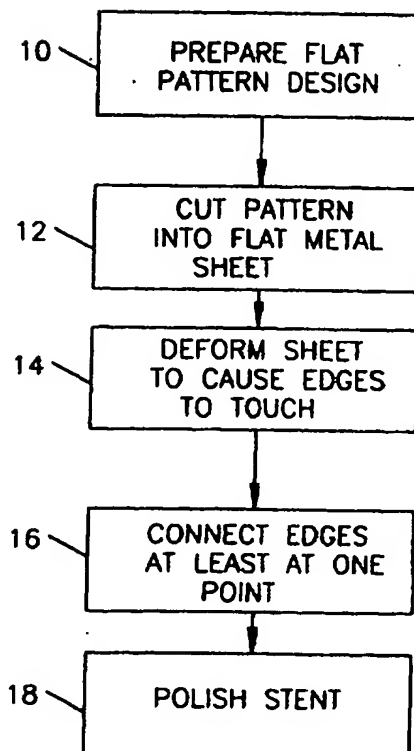 10
PREPARE FLAT
PATTERN DESIGN
12
CUT PATTERN
INTO FLAT METAL
SHEET
14
DEFORM SHEET
TO CAUSE EDGES
TO TOUCH
16
CONNECT EDGES
AT LEAST AT ONE
POINT
18
POLISH STENT